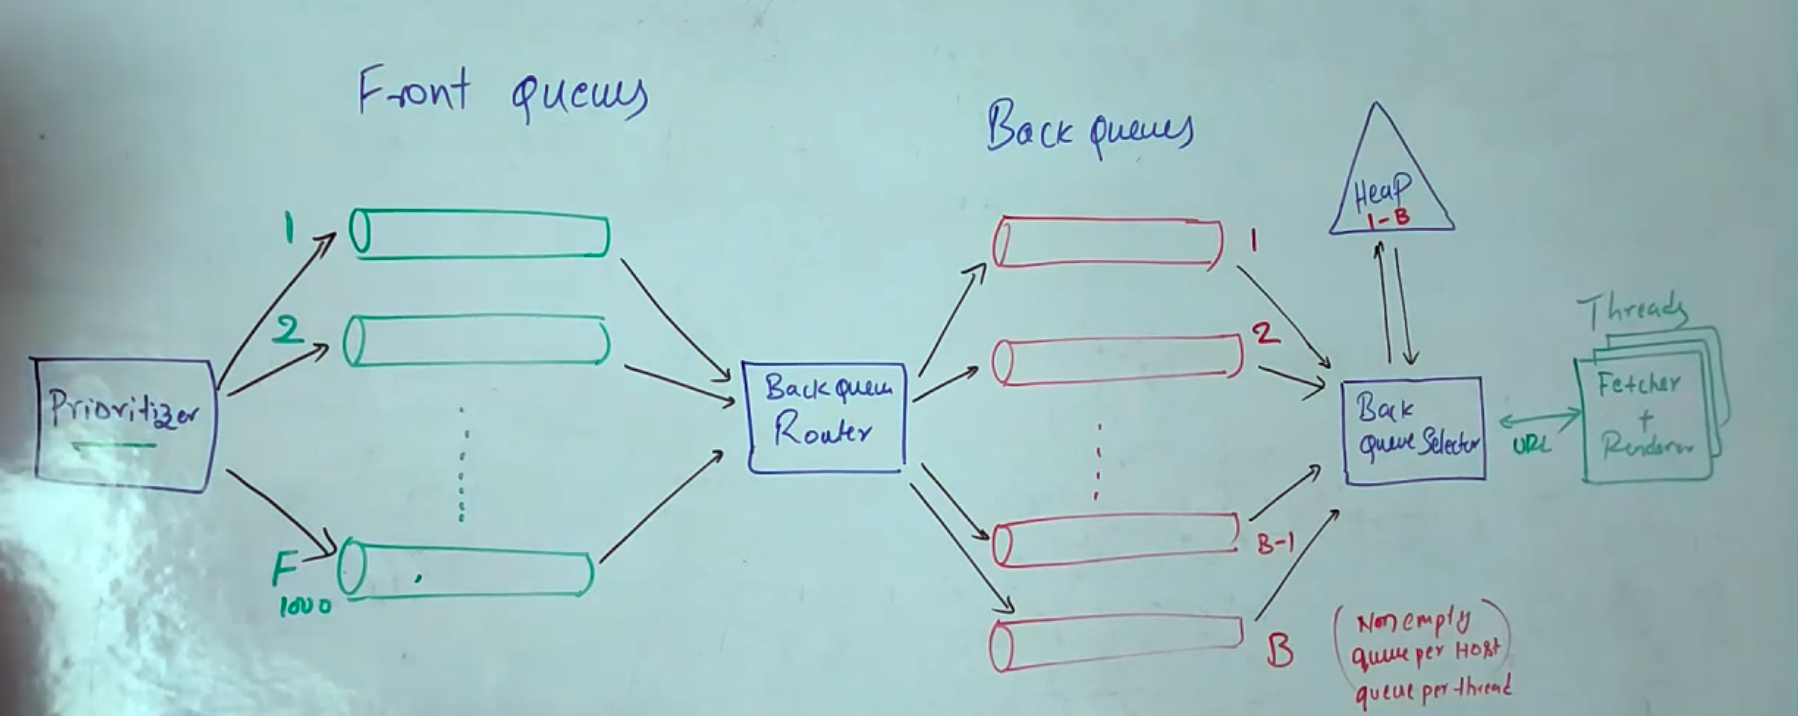 Front queues
Back queues
Heap
1-B
1
2
F
1000
Prioritizer
Back queue
Router
1
2
B-1
B
Back
queue Selector
URL
Threads
Fetcher
+
Renderer
(Non empty
queue per Host)
queue per thread